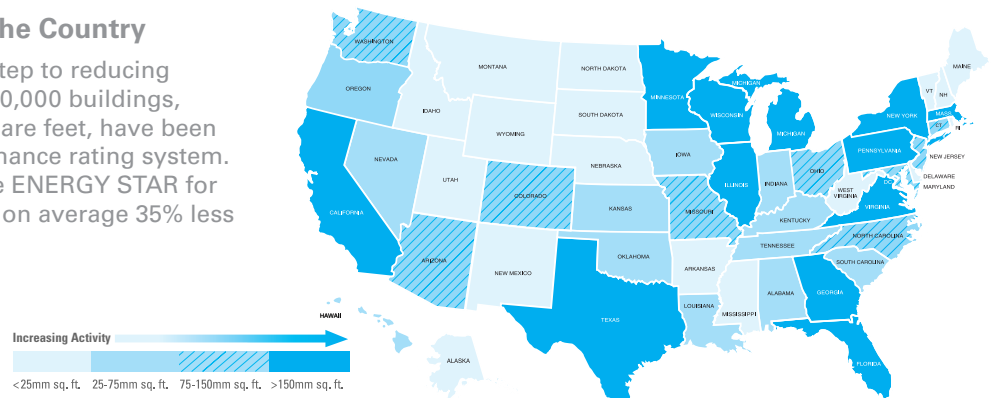 he Country
tep to reducing
0,000 buildings,
are feet, have been
nance rating system.
e ENERGY STAR for
on average 35% less
WASHINGTON
OREGON
CALIFORNIA
NEVADA
IDAHO
MONTANA
WYOMING
UTAH
COLORADO
ARIZONA
NEW MEXICO
NORTH DAKOTA
SOUTH DAKOTA
NEBRASKA
KANSAS
OKLAHOMA
TEXAS
MINNESOTA
IOWA
MISSOURI
ARKANSAS
LOUISIANA
WISCONSIN
ILLINOIS
MICHIGAN
MICHIGAN
INDIANA
OHIO
KENTUCKY
TENNESSEE
MISSISSIPPI
ALABAMA
GEORGIA
FLORIDA
SOUTH CAROLINA
NORTH CAROLINA
VIRGINIA
WEST
VIRGINIA
DC
PENNSYLVANIA
NEW YORK
VT
NH
MAINE
MASS
CT
RI
NEW JERSEY
DELAWARE
MARYLAND
HAWAII
ALASKA
Increasing Activity
<25mm sq. ft. 25-75mm sq. ft. 75-150mm sq. ft. >150mm sq. ft.